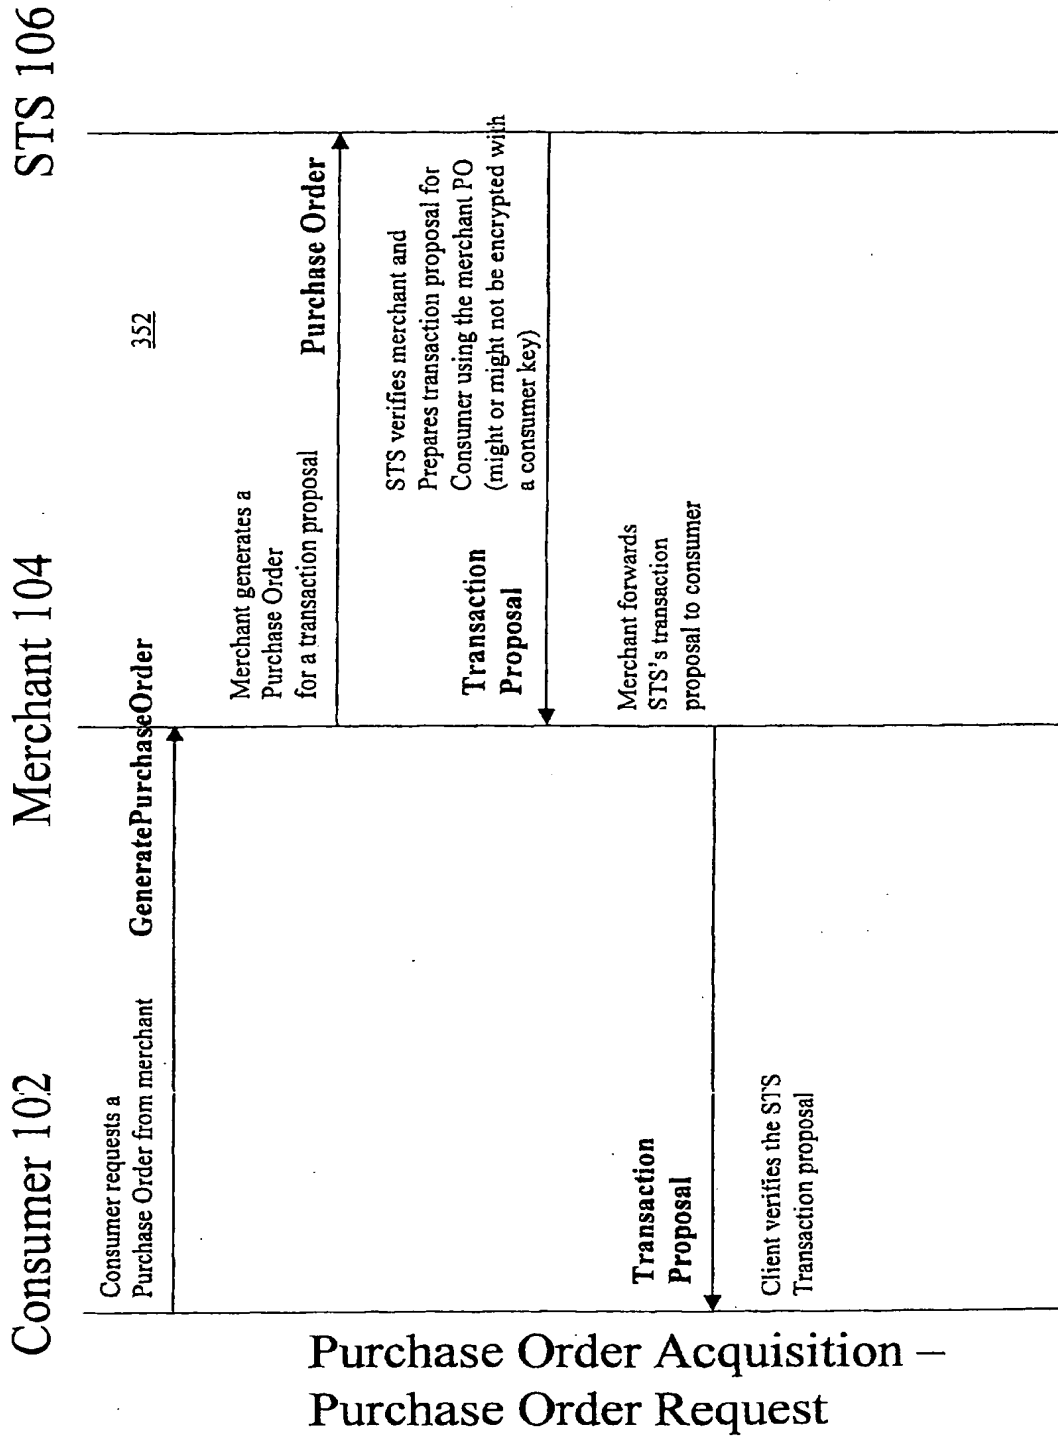 Consumer 102
Merchant 104
STS 106
352
Consumer requests a
Purchase Order from merchant
GeneratePurchaseOrder
Merchant generates a
Purchase Order
for a transaction proposal
Purchase Order
STS verifies merchant and
Prepares transaction proposal for
Consumer using the merchant PO
(might or might not be encrypted with
a consumer key)
Transaction
Proposal
Merchant forwards
STS's transaction
proposal to consumer
Transaction
Proposal
Client verifies the STS
Transaction proposal
Purchase Order Acquisition –
Purchase Order Request